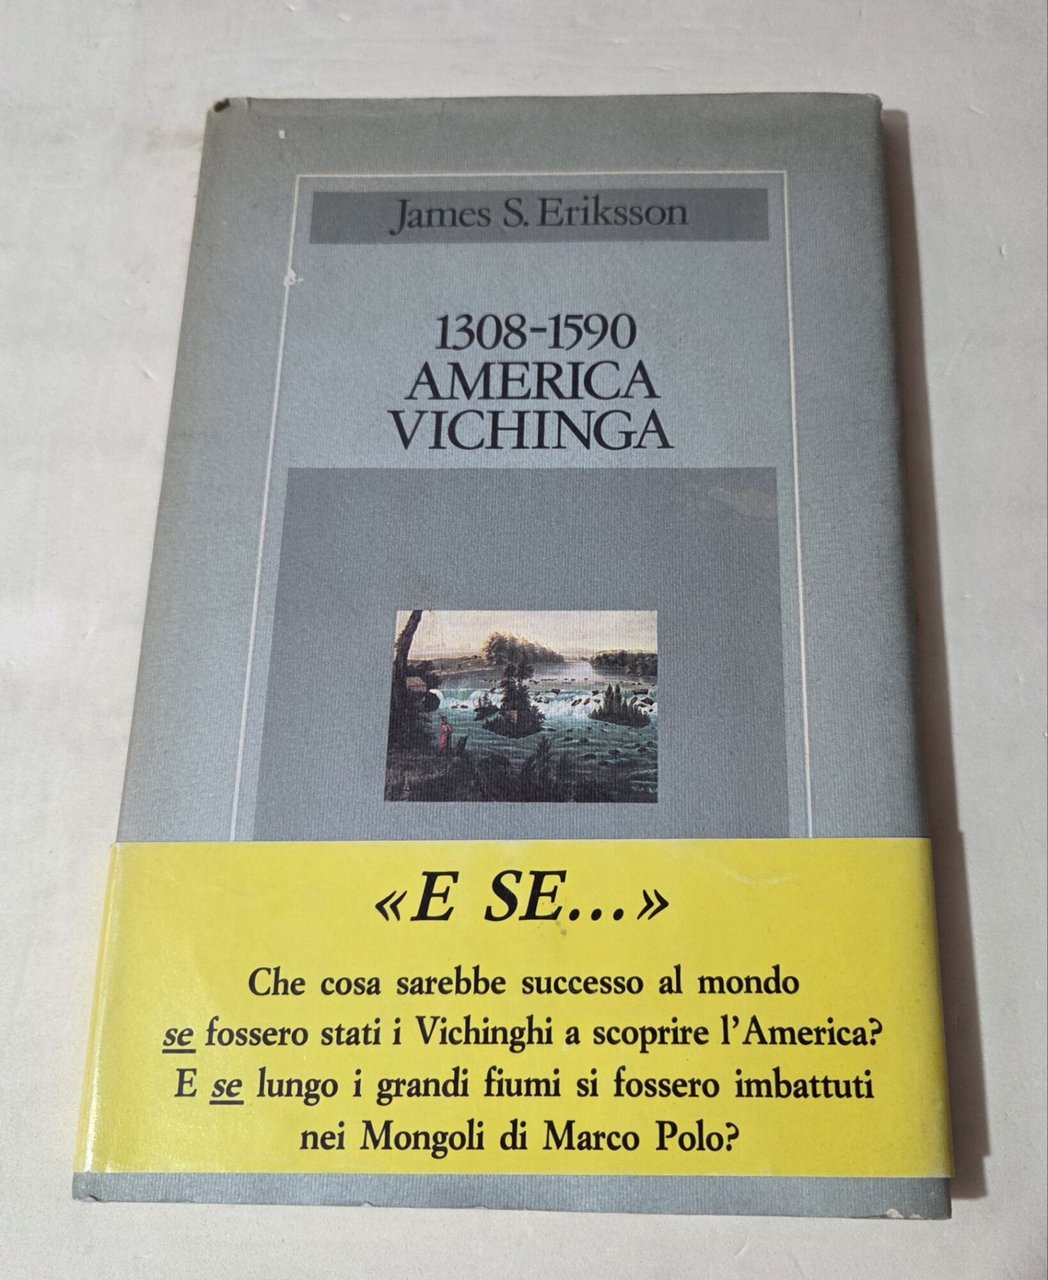 James S. Eriksson
1308-1590
AMERICA
VICHINGA
«E SE...»
Che cosa sarebbe successo al mondo
se fossero stati i Vichinghi a scoprire l'America?
E se lungo i grandi fiumi si fossero imbattuti
nei Mongoli di Marco Polo?